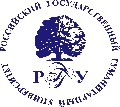 РОССИЙСКИЙ ГОСУДАРСТВЕННЫЙ
ГУМАНИТАРНЫЙ УНИВЕРСИТЕТ